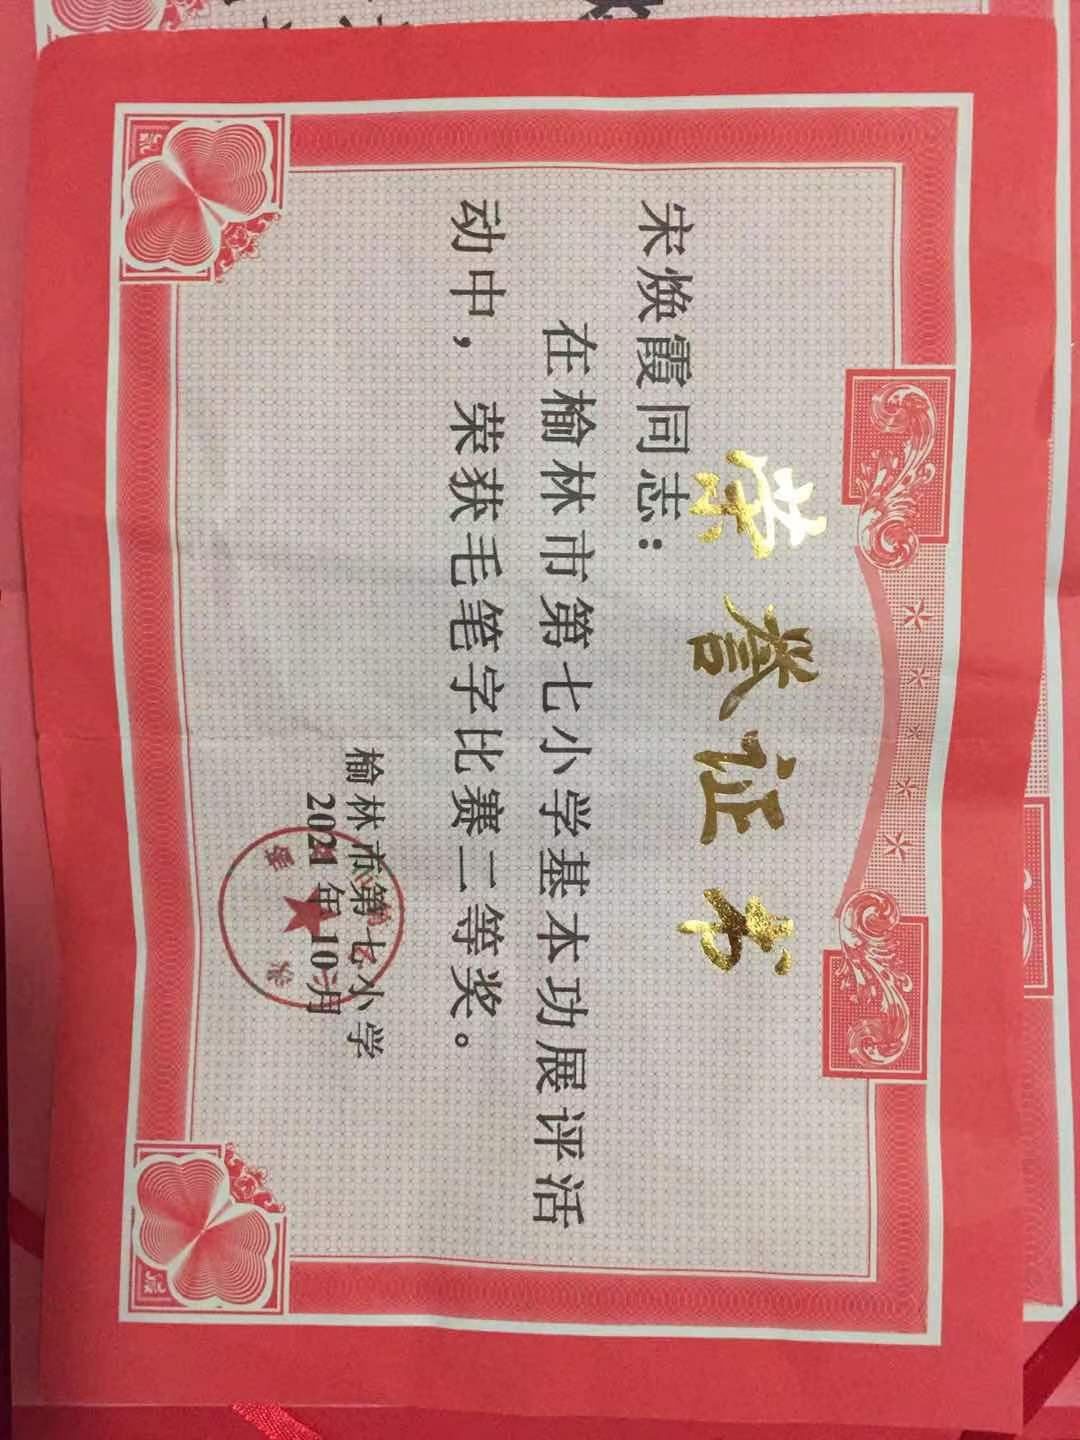 荣誉证书
宋焕霞同志：
在榆林市第七小学基本功展评活
动中，荣获毛笔字比赛二等奖。
榆林市第七小学
2021年10月